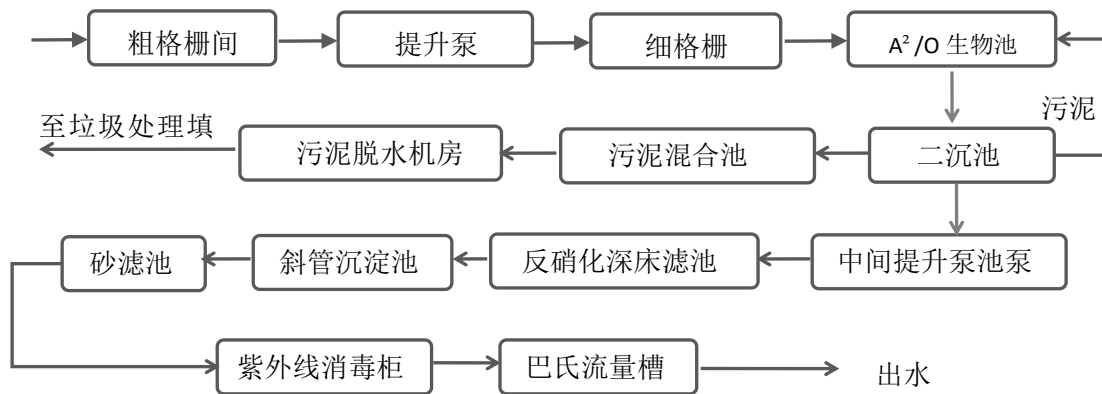 粗格栅间
提升泵
细格栅
A²/O 生物池
污泥
至垃圾处理填
污泥脱水机房
污泥混合池
二沉池
砂滤池
斜管沉淀池
反硝化深床滤池
中间提升泵池泵
紫外线消毒柜
巴氏流量槽
出水